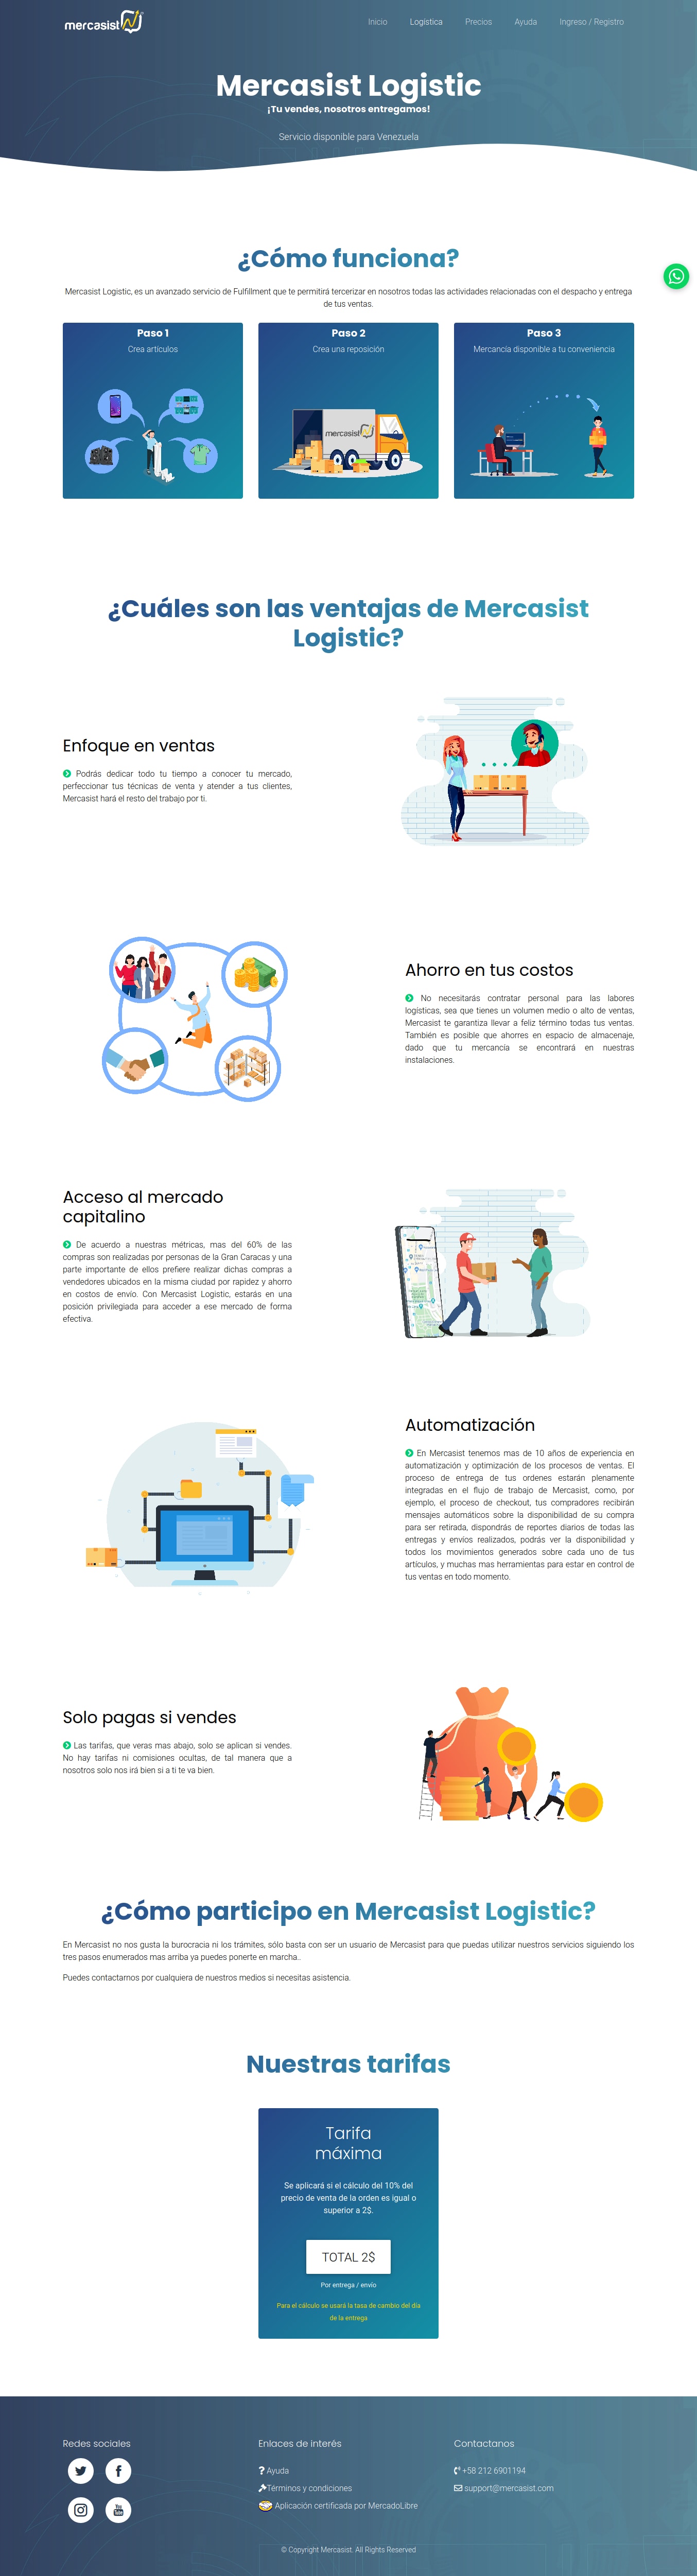 mercasist
Inicio
Logística
Precios
Ayuda
Ingreso / Registro
Mercasist Logistic
¡Tu vendes, nosotros entregamos!
Servicio disponible para Venezuela
¿Cómo funciona?
Mercasist Logistic, es un avanzado servicio de Fulfillment que te permitirá tercerizar en nosotros todas las actividades relacionadas con el despacho y entrega
de tus ventas.
Paso 1
Crea artículos
Paso 2
Crea una reposición
mercasist
Paso 3
Mercancía disponible a tu conveniencia
¿Cuáles son las ventajas de Mercasist
Logistic?
Enfoque en ventas
Podrás dedicar todo tu tiempo a conocer tu mercado,
perfeccionar tus técnicas de venta y atender a tus clientes,
Mercasist hará el resto del trabajo por ti.
Ahorro en tus costos
No necesitarás contratar personal para las labores
logísticas, sea que tienes un volumen medio o alto de ventas,
Mercasist te garantiza llevar a feliz término todas tus ventas.
También es posible que ahorres en espacio de almacenaje,
dado que tu mercancía se encontrará en nuestras
instalaciones.
Acceso al mercado
capitalino
De acuerdo a nuestras métricas, mas del 60% de las
compras son realizadas por personas de la Gran Caracas y una
parte importante de ellos prefiere realizar dichas compras a
vendedores ubicados en la misma ciudad por rapidez y ahorro
en costos de envío. Con Mercasist Logistic, estarás en una
posición privilegiada para acceder a ese mercado de forma
efectiva.
Automatización
En Mercasist tenemos mas de 10 años de experiencia en
automatización y optimización de los procesos de ventas. El
proceso de entrega de tus ordenes estarán plenamente
integradas en el flujo de trabajo de Mercasist, como, por
ejemplo, el proceso de checkout, tus compradores recibirán
mensajes automáticos sobre la disponibilidad de su compra
para ser retirada, dispondrás de reportes diarios de todas las
entregas y envíos realizados, podrás ver la disponibilidad y
todos los movimientos generados sobre cada uno de tus
artículos, y muchas mas herramientas para estar en control de
tus ventas en todo momento.
Solo pagas si vendes
Las tarifas, que veras mas abajo, solo se aplican si vendes.
No hay tarifas ni comisiones ocultas, de tal manera que a
nosotros solo nos irá bien si a ti te va bien.
¿Cómo participo en Mercasist Logistic?
En Mercasist no nos gusta la burocracia ni los trámites, sólo basta con ser un usuario de Mercasist para que puedas utilizar nuestros servicios siguiendo los
tres pasos enumerados mas arriba ya puedes ponerte en marcha..
Puedes contactarnos por cualquiera de nuestros medios si necesitas asistencia.
Nuestras tarifas
Tarifa
máxima
Se aplicará si el cálculo del 10% del
precio de venta de la orden es igual o
superior a 2$.
TOTAL 2$
Por entrega / envío
Para el cálculo se usará la tasa de cambio del día
de la entrega
Redes sociales
You
Tube
Enlaces de interés
Ayuda
Términos y condiciones
Aplicación certificada por MercadoLibre
Contactanos
+58 212 6901194
support@mercasist.com
© Copyright Mercasist. All Rights Reserved